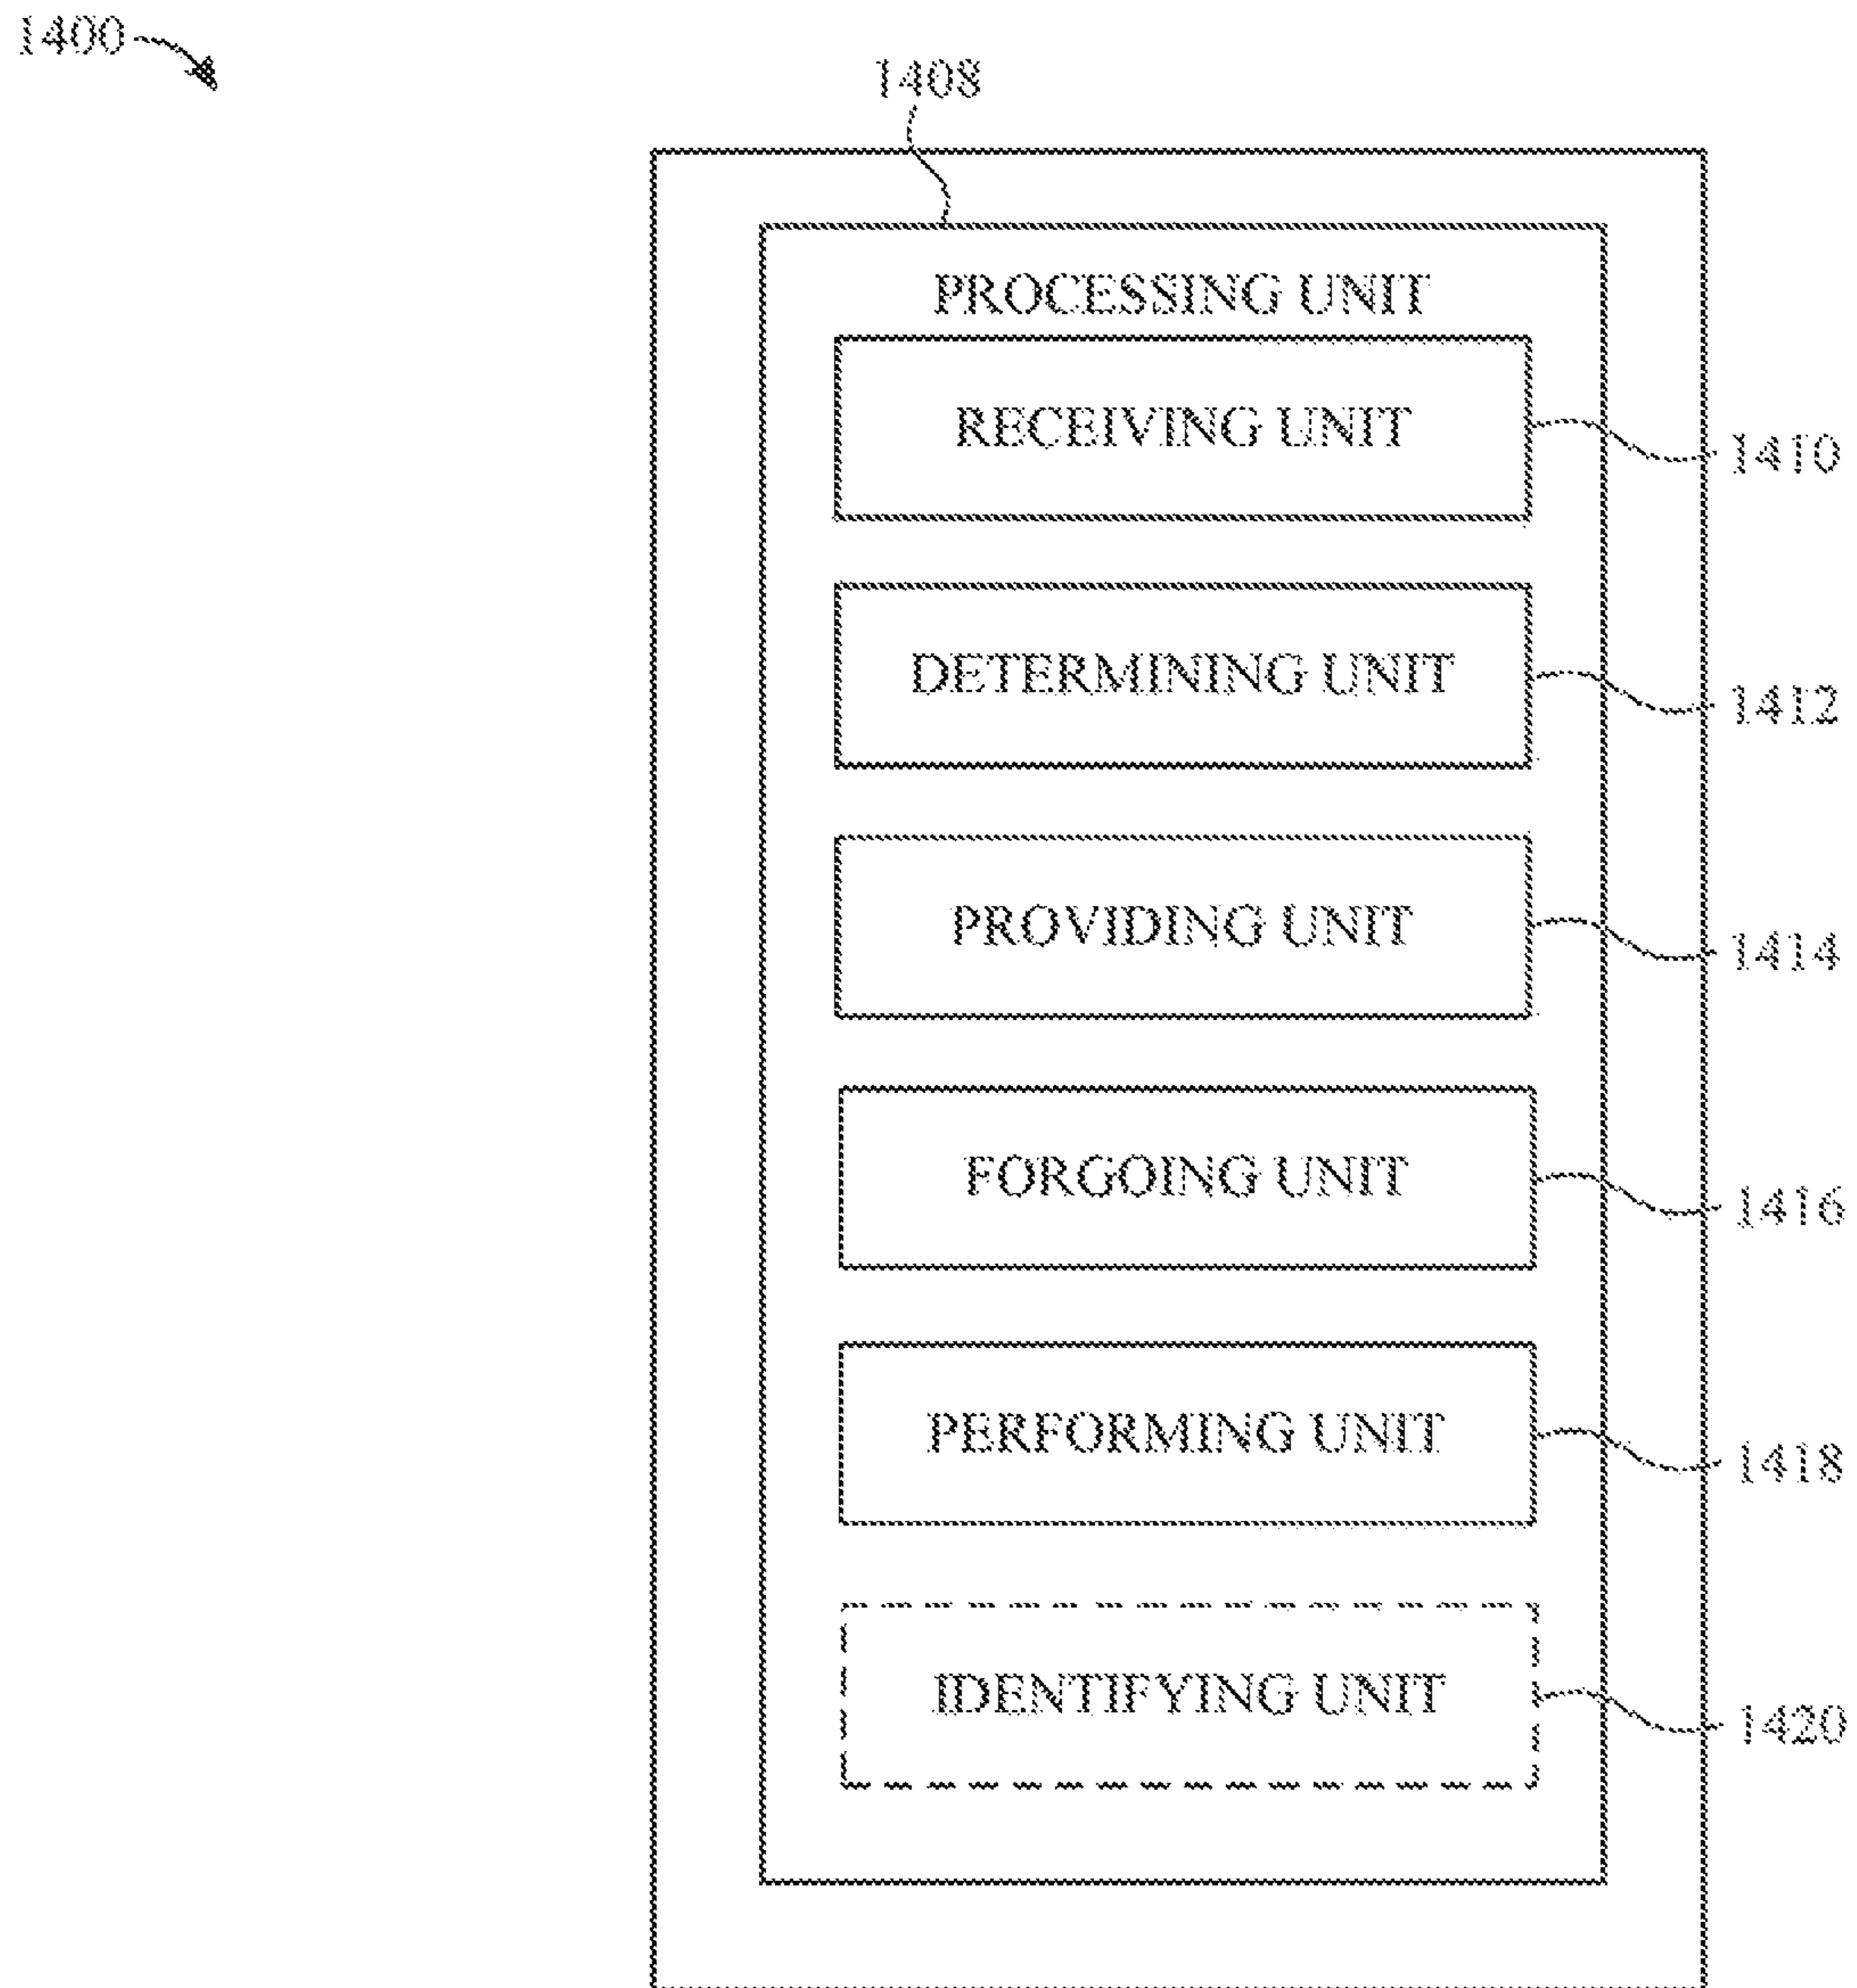 1400
1408
PROCESSING UNIT
RECEIVING UNIT
1410
DETERMINING UNIT
1412
PROVIDING UNIT
1414
FORGOING UNIT
1416
PERFORMING UNIT
1418
IDENTIFYING UNIT
1420